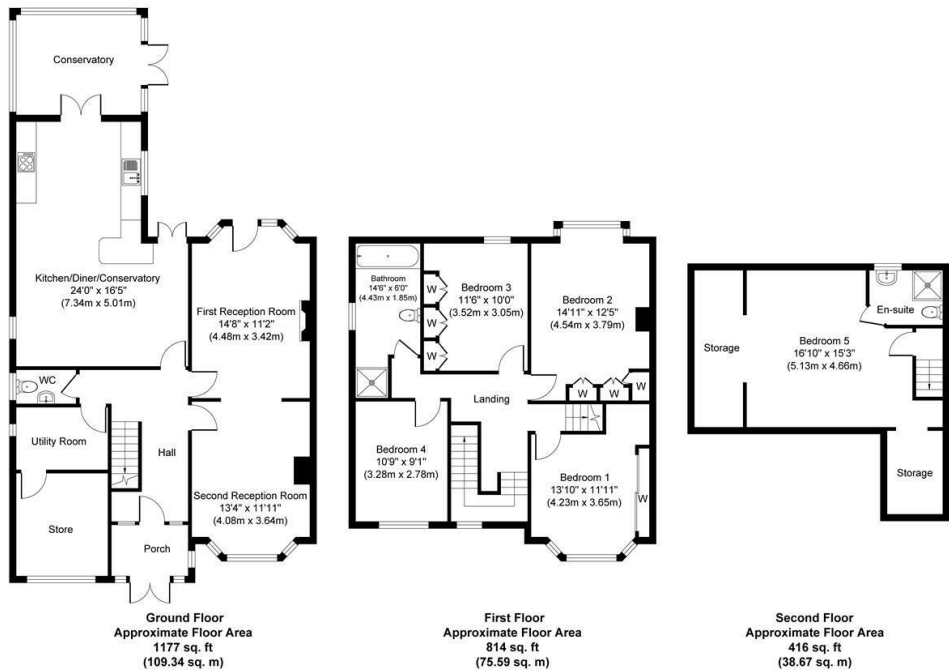 Conservatory
Kitchen/Diner/Conservatory
24'0" x 16'5"
(7.34m x 5.01m)
First Reception Room
14'8" x 11'2"
(4.48m x 3.42m)
WC
Utility Room
Hall
Second Reception Room
13'4" x 11'11"
(4.08m x 3.64m)
Store
Porch
Ground Floor
Approximate Floor Area
1177 sq. ft
(109.34 sq. m)
Bathroom
14'6" x 6'0"
(4.43m x 1.85m)
W
W
W
Bedroom 3
11'6" x 10'0"
(3.52m x 3.05m)
Bedroom 2
14'11" x 12'5"
(4.54m x 3.79m)
W
W
W
Landing
Bedroom 4
10'9" x 9'1"
(3.28m x 2.78m)
Bedroom 1
13'10" x 11'11"
(4.23m x 3.65m)
W
First Floor
Approximate Floor Area
814 sq. ft
(75.59 sq. m)
En-suite
Storage
Bedroom 5
16'10" x 15'3"
(5.13m x 4.66m)
Storage
Second Floor
Approximate Floor Area
416 sq. ft
(38.67 sq. m)